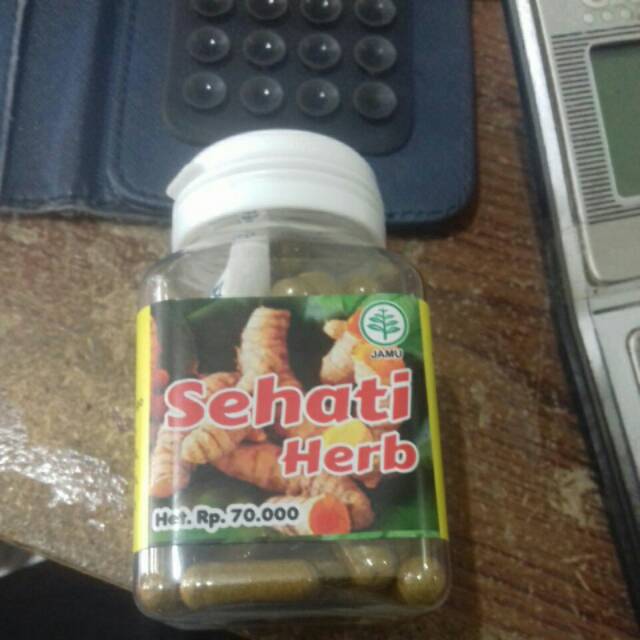 JAMU
Sehati
Herb
Het. Rp. 70.000